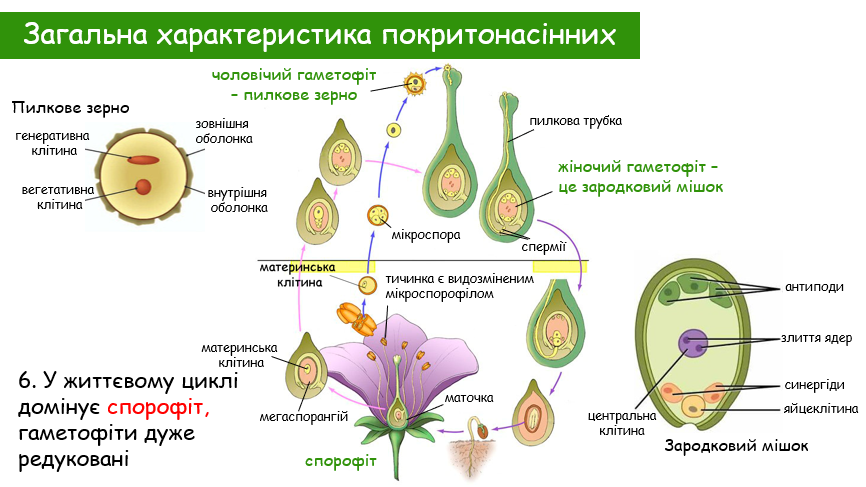 Загальна характеристика покритонасінних
чоловічий гаметофіт
– пилкове зерно
Пилкове зерно
генеративна
клітина
зовнішня
оболонка
вегетативна
клітина
внутрішня
оболонка
пилкова трубка
жіночий гаметофіт –
це зародковий мішок
мікроспора
спермії
материнська
клітина
тичинка є видозміненим
мікроспорофілом
материнська
клітина
мегаспорангій
маточка
спорофіт
6. У життєвому циклі
домінує спорофіт,
гаметофіти дуже
редуковані
антиподи
злиття ядер
синергіди
яйцеклітина
центральна
клітина
Зародковий мішок